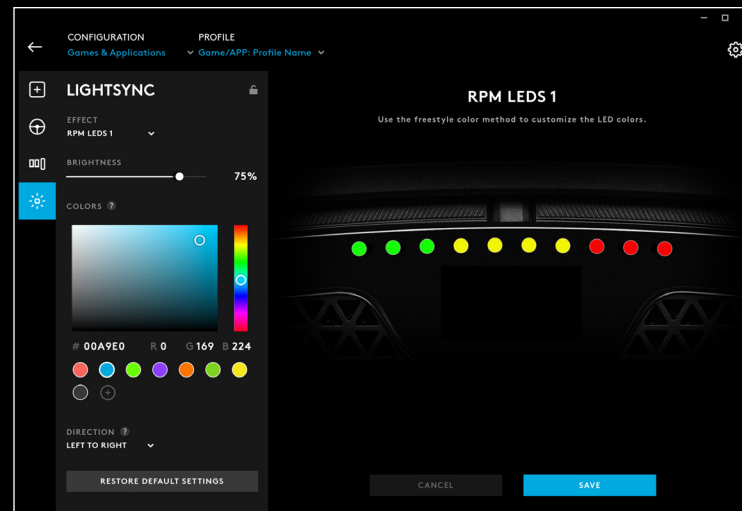 CONFIGURATION
PROFILE
Games & Applications
Game/APP: Profile Name
LIGHTSYNC
EFFECT
RPM LEDS 1
BRIGHTNESS
75%
COLORS ?
# 00A9E0 R 0 G 169 B 224
DIRECTION ?
LEFT TO RIGHT
RESTORE DEFAULT SETTINGS
RPM LEDS 1
Use the freestyle color method to customize the LED colors.
CANCEL
SAVE